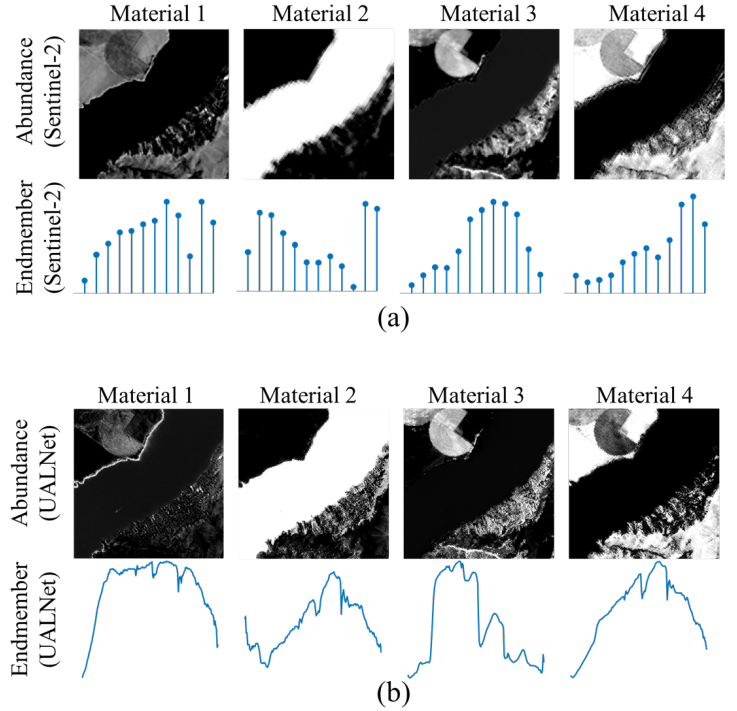 Material 1 Material 2 Material 3 Material 4
Abundance
(Sentinel-2)
Endmember
(Sentinel-2)
(a)
Material 1 Material 2 Material 3 Material 4
Abundance
(UALNet)
Endmember
(UALNet)
(b)